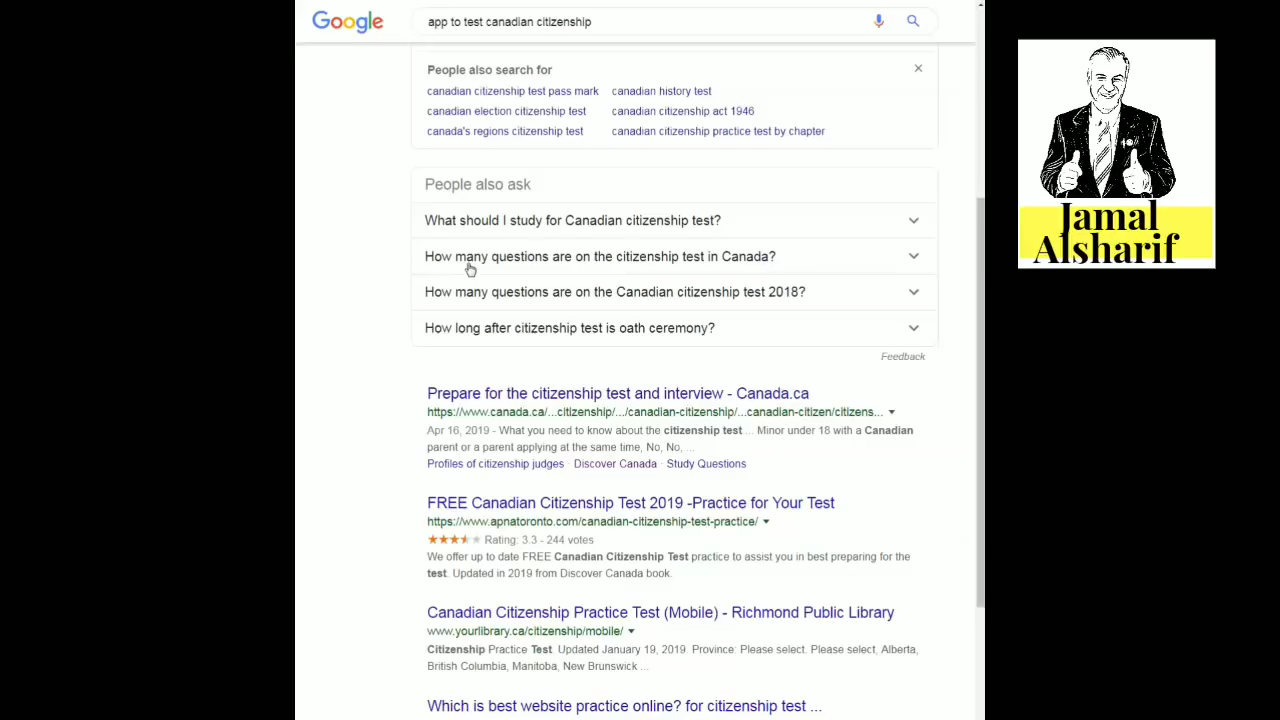 Google
app to test canadian citizenship
People also search for
canadian citizenship test pass mark
canadian history test
canadian election citizenship test
canadian citizenship act 1946
canada's regions citizenship test
canadian citizenship practice test by chapter
People also ask
What should I study for Canadian citizenship test?
How many questions are on the citizenship test in Canada?
How many questions are on the Canadian citizenship test 2018?
How long after citizenship test is oath ceremony?
Feedback
Prepare for the citizenship test and interview - Canada.ca
https://www.canada.ca/...citizenship/.../canadian-citizenship/...canadian-citizen/citizens...
Apr 16, 2019 - What you need to know about the citizenship test ... Minor under 18 with a Canadian
parent or a parent applying at the same time, No, No, ...
Profiles of citizenship judges · Discover Canada · Study Questions
FREE Canadian Citizenship Test 2019 -Practice for Your Test
https://www.apnatoronto.com/canadian-citizenship-test-practice/
Rating: 3.3 - 244 votes
We offer up to date FREE Canadian Citizenship Test practice to assist you in best preparing for the
test. Updated in 2019 from Discover Canada book.
Canadian Citizenship Practice Test (Mobile) - Richmond Public Library
www.yourlibrary.ca/citizenship/mobile/
Citizenship Practice Test. Updated January 19, 2019. Province: Please select. Please select, Alberta,
British Columbia, Manitoba, New Brunswick ...
Which is best website practice online? for citizenship test ...
Jamal
Alsharif